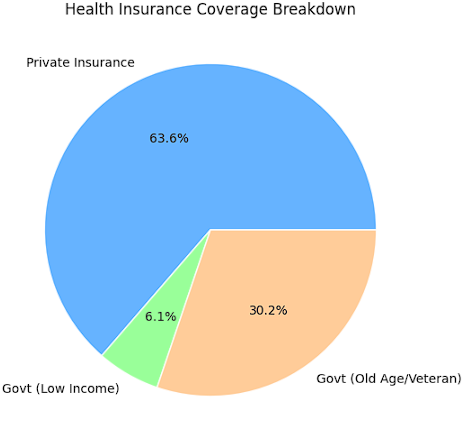 Health Insurance Coverage Breakdown
Private Insurance
63.6%
6.1%
30.2%
Govt (Low Income)
Govt (Old Age/Veteran)